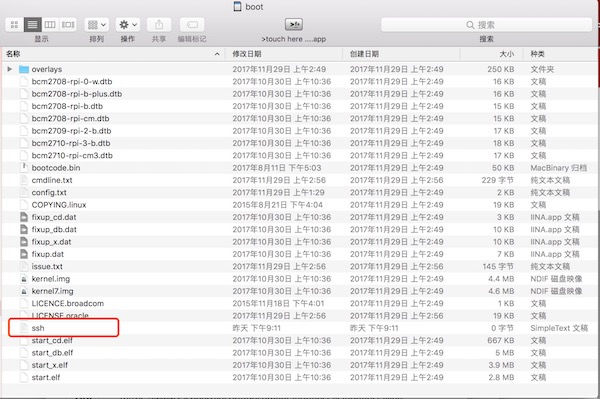 boot
显示 排列 操作 共享 编辑标记 >touch here ....app 搜索 搜索
名称 修改日期 创建日期 大小 种类
overlays 2017年11月29日 上午2:49 2017年11月29日 上午2:49 250 KB 文件夹
bcm2708-rpi-0-w.dtb 2017年10月30日 上午10:36 2017年11月29日 上午2:49 16 KB 文稿
bcm2708-rpi-b-plus.dtb 2017年10月30日 上午10:36 2017年11月29日 上午2:49 16 KB 文稿
bcm2708-rpi-b.dtb 2017年10月30日 上午10:36 2017年11月29日 上午2:49 15 KB 文稿
bcm2708-rpi-cm.dtb 2017年10月30日 上午10:36 2017年11月29日 上午2:49 15 KB 文稿
bcm2709-rpi-2-b.dtb 2017年10月30日 上午10:36 2017年11月29日 上午2:49 17 KB 文稿
bcm2710-rpi-3-b.dtb 2017年10月30日 上午10:36 2017年11月29日 上午2:49 18 KB 文稿
bcm2710-rpi-cm3.dtb 2017年10月30日 上午10:36 2017年11月29日 上午2:49 17 KB 文稿
bootcode.bin 2017年8月11日 下午5:03 2017年11月29日 上午2:49 50 KB MacBinary 归档
cmdline.txt 2017年11月29日 上午2:56 2017年11月29日 上午2:56 229 字节 纯文本文稿
config.txt 2017年11月29日 上午1:29 2017年11月29日 上午2:49 2 KB 纯文本文稿
COPYING.linux 2015年8月21日 下午4:04 2017年11月29日 上午2:49 19 KB 文稿
fixup_cd.dat 2017年10月30日 上午10:36 2017年11月29日 上午2:49 3 KB IINA.app 文稿
fixup_db.dat 2017年10月30日 上午10:36 2017年11月29日 上午2:49 10 KB IINA.app 文稿
fixup_x.dat 2017年10月30日 上午10:36 2017年11月29日 上午2:49 10 KB IINA.app 文稿
fixup.dat 2017年10月30日 上午10:36 2017年11月29日 上午2:49 7 KB IINA.app 文稿
issue.txt 2017年11月29日 上午2:56 2017年11月29日 上午2:56 145 字节 纯文本文稿
kernel.img 2017年10月30日 上午10:36 2017年11月29日 上午2:49 4.4 MB NDIF 磁盘映像
kernel7.img 2017年10月30日 上午10:36 2017年11月29日 上午2:49 4.6 MB NDIF 磁盘映像
LICENCE.broadcom 2015年11月18日 下午4:01 2017年11月29日 上午2:49 1 KB 文稿
LICENSE.oracle 2017年11月29日 上午2:56 2017年11月29日 上午2:56 19 KB 文稿
ssh 昨天 下午9:11 昨天 下午9:11 0 字节 SimpleText 文稿
start_cd.elf 2017年10月30日 上午10:36 2017年11月29日 上午2:49 667 KB 文稿
start_db.elf 2017年10月30日 上午10:36 2017年11月29日 上午2:49 5 MB 文稿
start_x.elf 2017年10月30日 上午10:36 2017年11月29日 上午2:49 3.9 MB 文稿
start.elf 2017年10月30日 上午10:36 2017年11月29日 上午2:49 2.8 MB 文稿